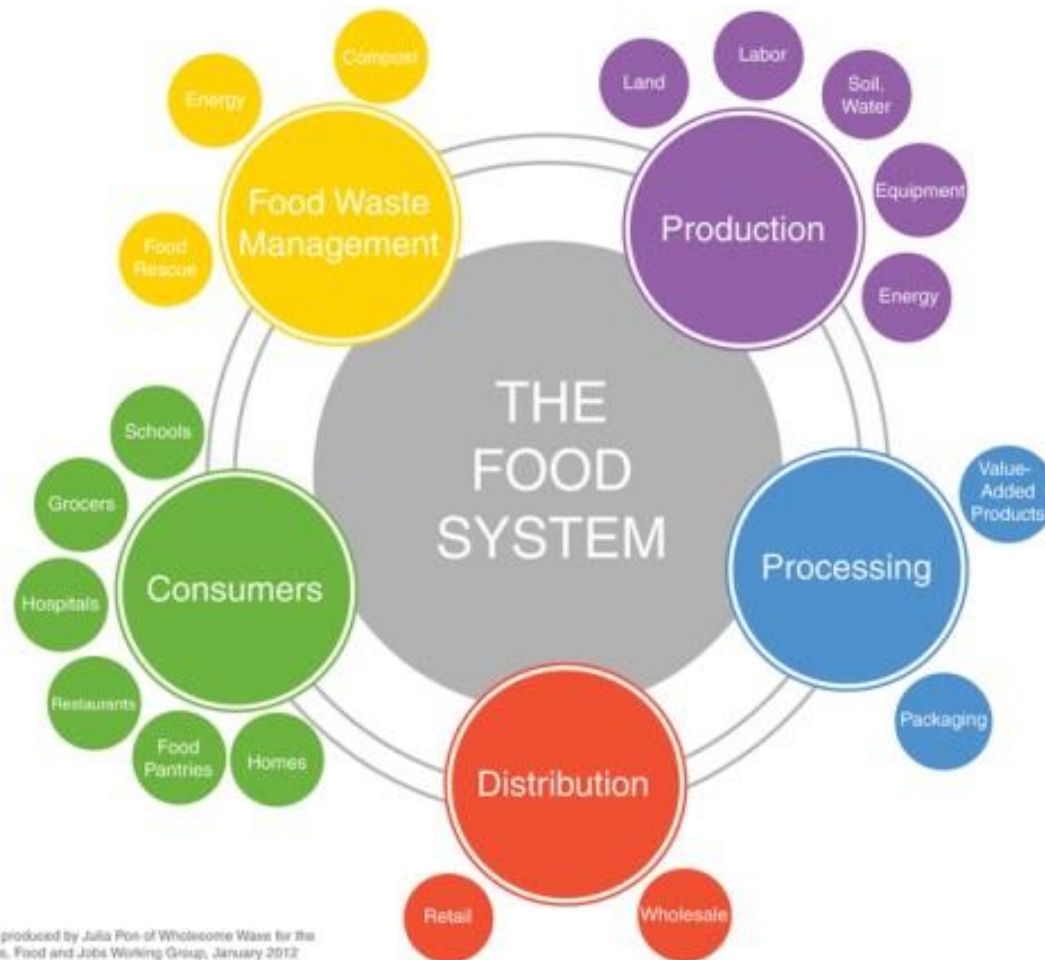 Compost
Energy
Food Waste
Management
Food
Rescue
Land
Labor
Soil,
Water
Equipment
Energy
Production
THE
FOOD
SYSTEM
Value-
Added
Products
Processing
Packaging
Distribution
Retail
Wholesale
Schools
Grocers
Hospitals
Restaurants
Food
Pantries
Homes
Consumers
produced by Julia Pon of Wholesome Wave for the
, Food and Jobs Working Group, January 2012